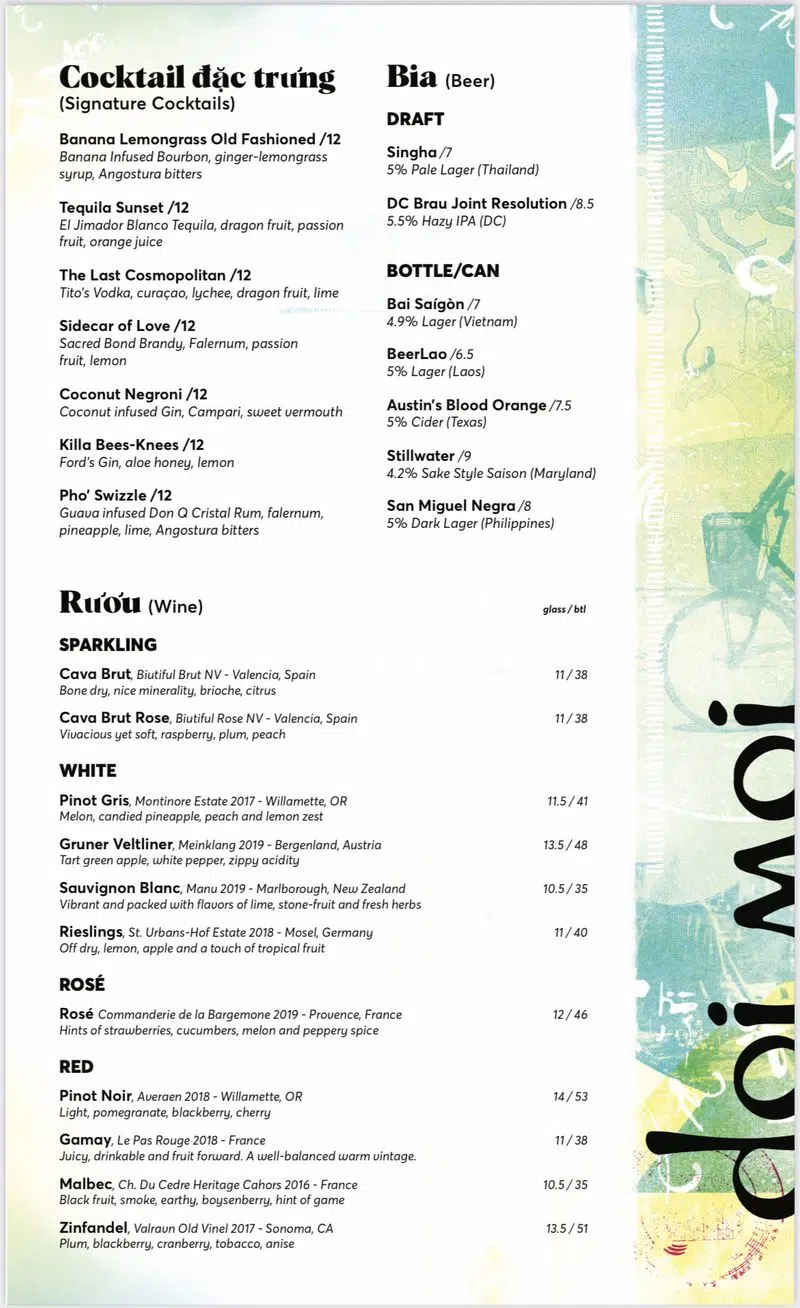 Cocktail đặc trưng
(Signature Cocktails)
Banana Lemongrass Old Fashioned /12
Banana Infused Bourbon, ginger-lemongrass
syrup, Angostura bitters
Tequila Sunset /12
El Jimador Blanco Tequila, dragon fruit, passion
fruit, orange juice
The Last Cosmopolitan /12
Tito's Vodka, curaçao, lychee, dragon fruit, lime
Sidecar of Love /12
Sacred Bond Brandy, Falernum, passion
fruit, lemon
Coconut Negroni /12
Coconut infused Gin, Campari, sweet vermouth
Killa Bees-Knees /12
Ford's Gin, aloe honey, lemon
Pho' Swizzle /12
Guava infused Don Q Cristal Rum, falernum,
pineapple, lime, Angostura bitters
Bia (Beer)
DRAFT
Singha /7
5% Pale Lager (Thailand)
DC Brau Joint Resolution /8.5
5.5% Hazy IPA (DC)
BOTTLE/CAN
Bai Saígòn /7
4.9% Lager (Vietnam)
BeerLao /6.5
5% Lager (Laos)
Austin's Blood Orange /7.5
5% Cider (Texas)
Stillwater /9
4.2% Sake Style Saison (Maryland)
San Miguel Negra /8
5% Dark Lager (Philippines)
Rượu (Wine) glass / btl
SPARKLING
Cava Brut, Biutiful Brut NV - Valencia, Spain 11 / 38
Bone dry, nice minerality, brioche, citrus
Cava Brut Rose, Biutiful Rose NV - Valencia, Spain 11 / 38
Vivacious yet soft, raspberry, plum, peach
WHITE
Pinot Gris, Montinore Estate 2017 - Willamette, OR 11.5 / 41
Melon, candied pineapple, peach and lemon zest
Gruner Veltliner, Meinklang 2019 - Bergenland, Austria 13.5 / 48
Tart green apple, white pepper, zippy acidity
Sauvignon Blanc, Manu 2019 - Marlborough, New Zealand 10.5 / 35
Vibrant and packed with flavors of lime, stone-fruit and fresh herbs
Rieslings, St. Urbans-Hof Estate 2018 - Mosel, Germany 11 / 40
Off dry, lemon, apple and a touch of tropical fruit
ROSÉ
Rosé Commanderie de la Bargemone 2019 - Provence, France 12 / 46
Hints of strawberries, cucumbers, melon and peppery spice
RED
Pinot Noir, Averaen 2018 - Willamette, OR 14 / 53
Light, pomegranate, blackberry, cherry
Gamay, Le Pas Rouge 2018 - France 11 / 38
Juicy, drinkable and fruit forward. A well-balanced warm vintage.
Malbec, Ch. Du Cedre Heritage Cahors 2016 - France 10.5 / 35
Black fruit, smoke, earthy, boysenberry, hint of game
Zinfandel, Valravn Old Vinel 2017 - Sonoma, CA 13.5 / 51
Plum, blackberry, cranberry, tobacco, anise
doi moi